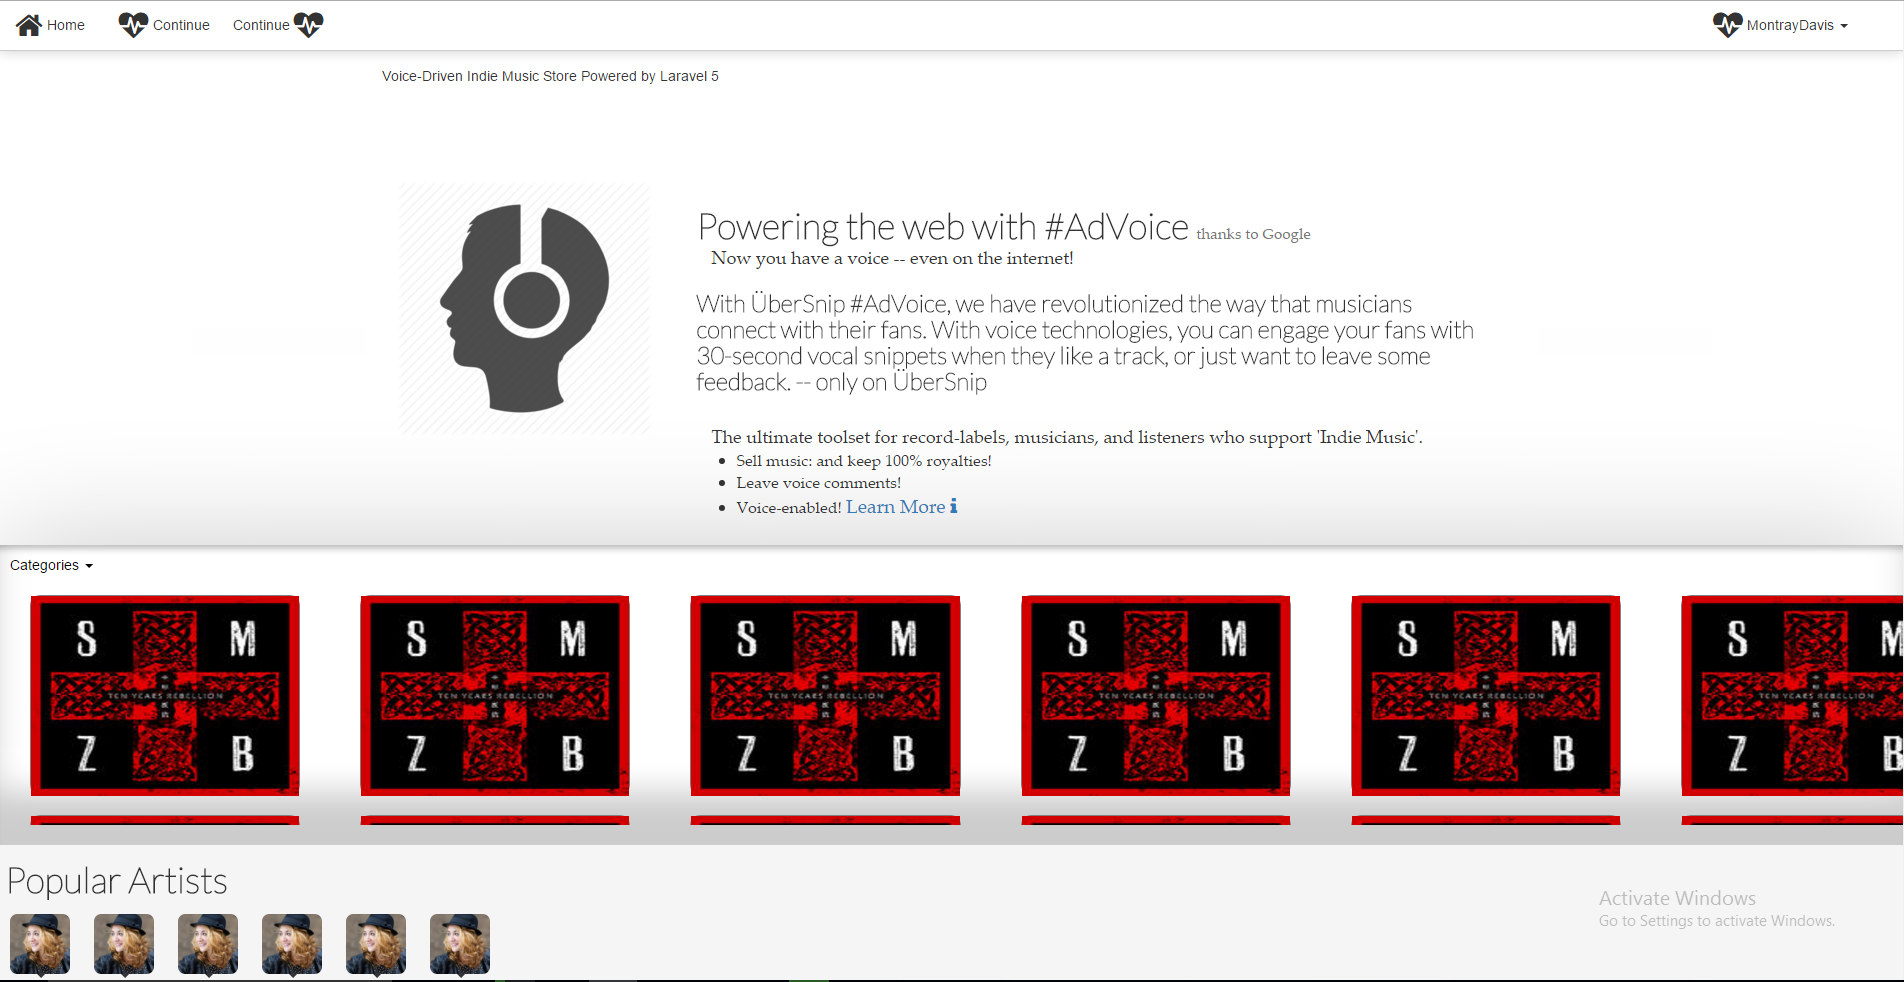 Home
Continue
Continue
MontrayDavis
Voice-Driven Indie Music Store Powered by Laravel 5
Powering the web with #AdVoice thanks to Google
Now you have a voice -- even on the internet!
With ÜberSnip #AdVoice, we have revolutionized the way that musicians
connect with their fans. With voice technologies, you can engage your fans with
30-second vocal snippets when they like a track, or just want to leave some
feedback. -- only on ÜberSnip
The ultimate toolset for record-labels, musicians, and listeners who support 'Indie Music'.
Sell music: and keep 100% royalties!
Leave voice comments!
Voice-enabled! Learn More
Categories
S M
TEN YEARS REBELLION
Z B
S M
TEN YEARS REBELLION
Z B
S M
TEN YEARS REBELLION
Z B
S M
TEN YEARS REBELLION
Z B
S M
TEN YEARS REBELLION
Z B
S M
TEN YEARS REBELLION
Z B
Popular Artists
Activate Windows
Go to Settings to activate Windows.